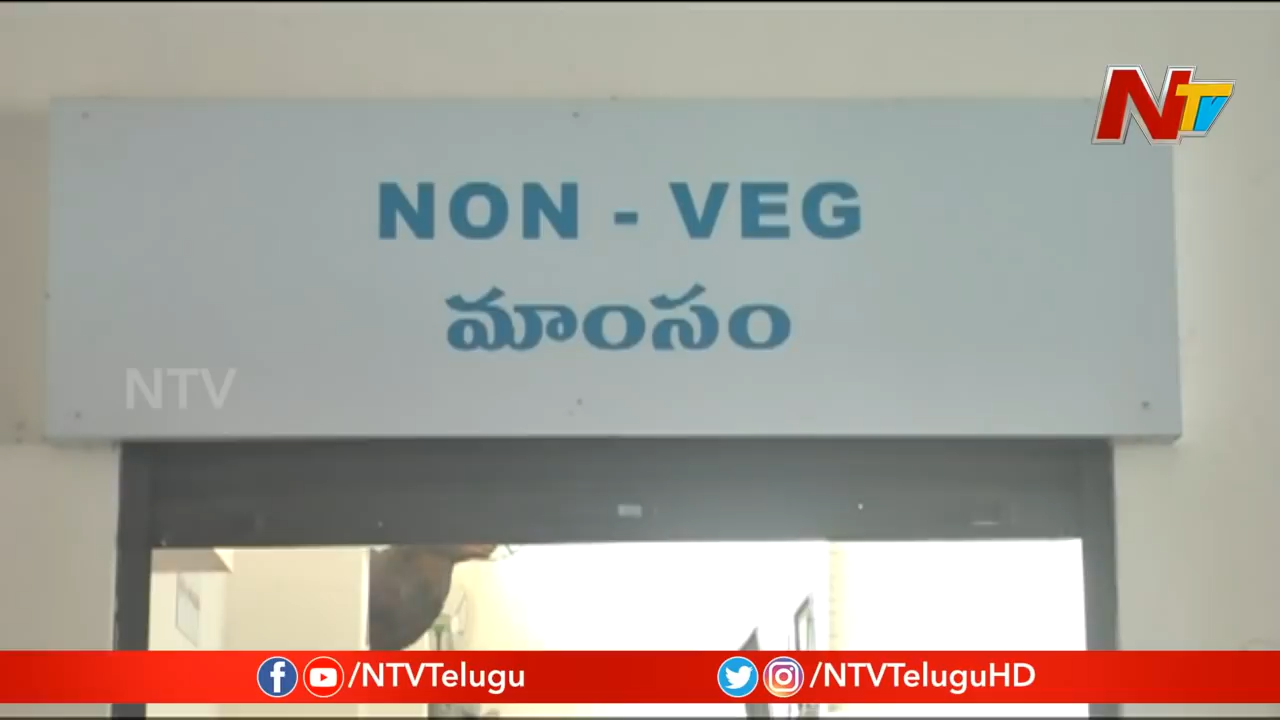 NTV
NON - VEG
మాంసం
NTV
/NTVTelugu
/NTVTeluguHD